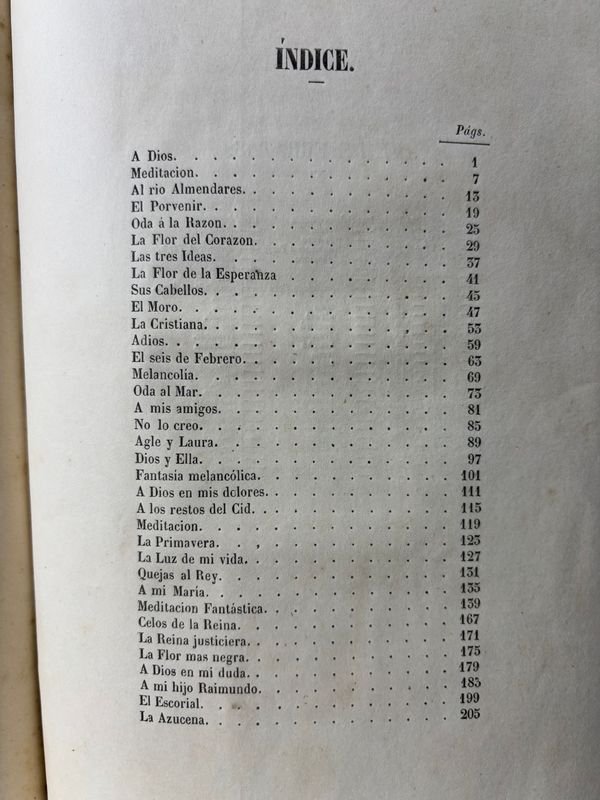 ÍNDICE.
Págs.
A Dios. 1
Meditacion. 7
Al rio Almendares. 13
El Porvenir. 19
Oda á la Razon. 23
La Flor del Corazon. 29
Las tres Ideas. 37
La Flor de la Esperanza 41
Sus Cabellos. 43
El Moro. 47
La Cristiana. 53
Adios. 59
El seis de Febrero. 63
Melancolia. 69
Oda al Mar. 73
A mis amigos. 81
No lo creo. 85
Agle y Laura. 89
Dios y Ella. 97
Fantasia melancólica. 101
A Dios en mis dolores. 111
A los restos del Cid. 115
Meditacion. 119
La Primavera. 123
La Luz de mi vida. 127
Quejas al Rey. 131
A mi María. 133
Meditacion Fantástica. 139
Celos de la Reina. 167
La Reina justiciera. 171
La Flor mas negra. 175
A Dios en mi duda. 179
A mi hijo Raimundo. 183
El Escorial. 199
La Azucena. 205